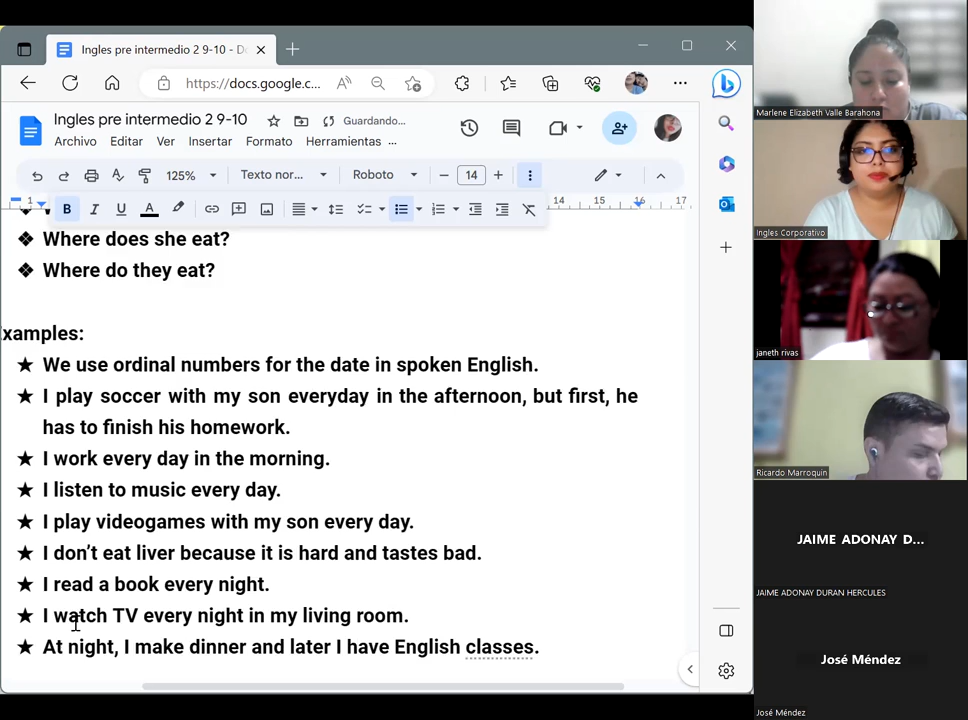 Ingles pre intermedio 2 9-10 - D
https://docs.google.c...
Marlene Elizabeth Valle Barahona
Ingles pre intermedio 2 9-10
Guardando...
Archivo Editar Ver Insertar Formato Herramientas ...
125% Texto nor... Roboto 14
1 14 15 16 17
Where does she eat?
Ingles Corporativo
Where do they eat?
xamples:
We use ordinal numbers for the date in spoken English.
janeth rivas
I play soccer with my son everyday in the afternoon, but first, he
has to finish his homework.
I work every day in the morning.
Ricardo Marroquin
I listen to music every day.
I play videogames with my son every day.
JAIME ADONAY D...
I don't eat liver because it is hard and tastes bad.
I read a book every night.
JAIME ADONAY DURAN HERCULES
I watch TV every night in my living room.
At night, I make dinner and later I have English classes.
José Méndez
José Méndez